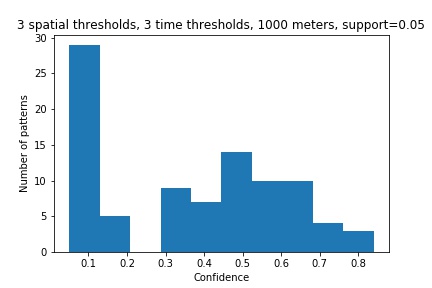 3 spatial thresholds, 3 time thresholds, 1000 meters, support=0.05
30
25
20
15
10
5
0
Number of patterns
0.1 0.2 0.3 0.4 0.5 0.6 0.7 0.8
Confidence